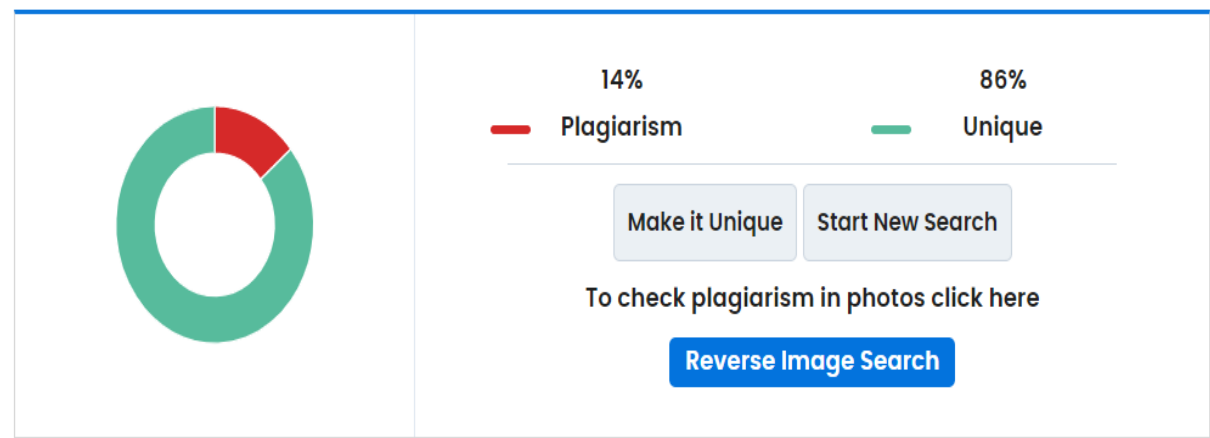 14%
86%
Plagiarism
Unique
Make it Unique
Start New Search
To check plagiarism in photos click here
Reverse Image Search